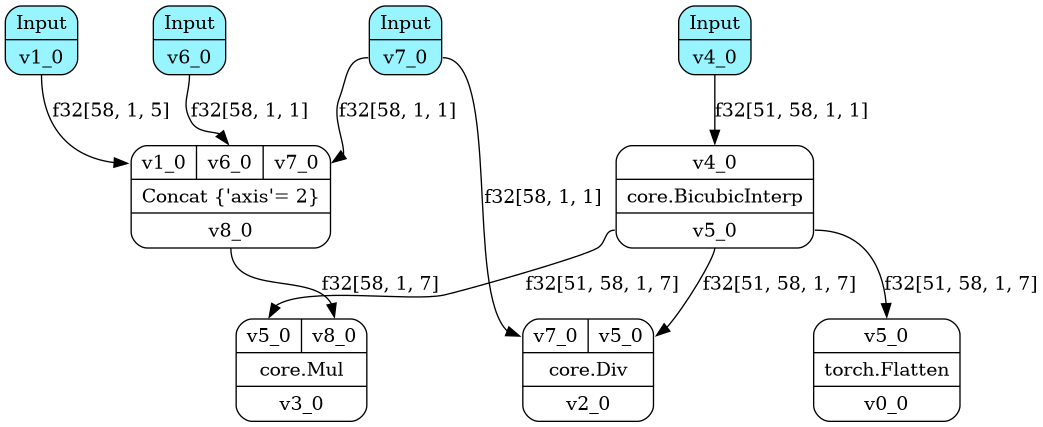 Input
v1_0
Input
v6_0
Input
v7_0
Input
v4_0
f32[58, 1, 5]
f32[58, 1, 1]
f32[58, 1, 1]
f32[51, 58, 1, 1]
v1_0 v6_0 v7_0
Concat {'axis'= 2}
v8_0
f32[58, 1, 1]
v4_0
core.BicubicInterp
v5_0
f32[58, 1, 7]
f32[51, 58, 1, 7]
f32[51, 58, 1, 7]
f32[51, 58, 1, 7]
v5_0 v8_0
core.Mul
v3_0
v7_0 v5_0
core.Div
v2_0
v5_0
torch.Flatten
v0_0